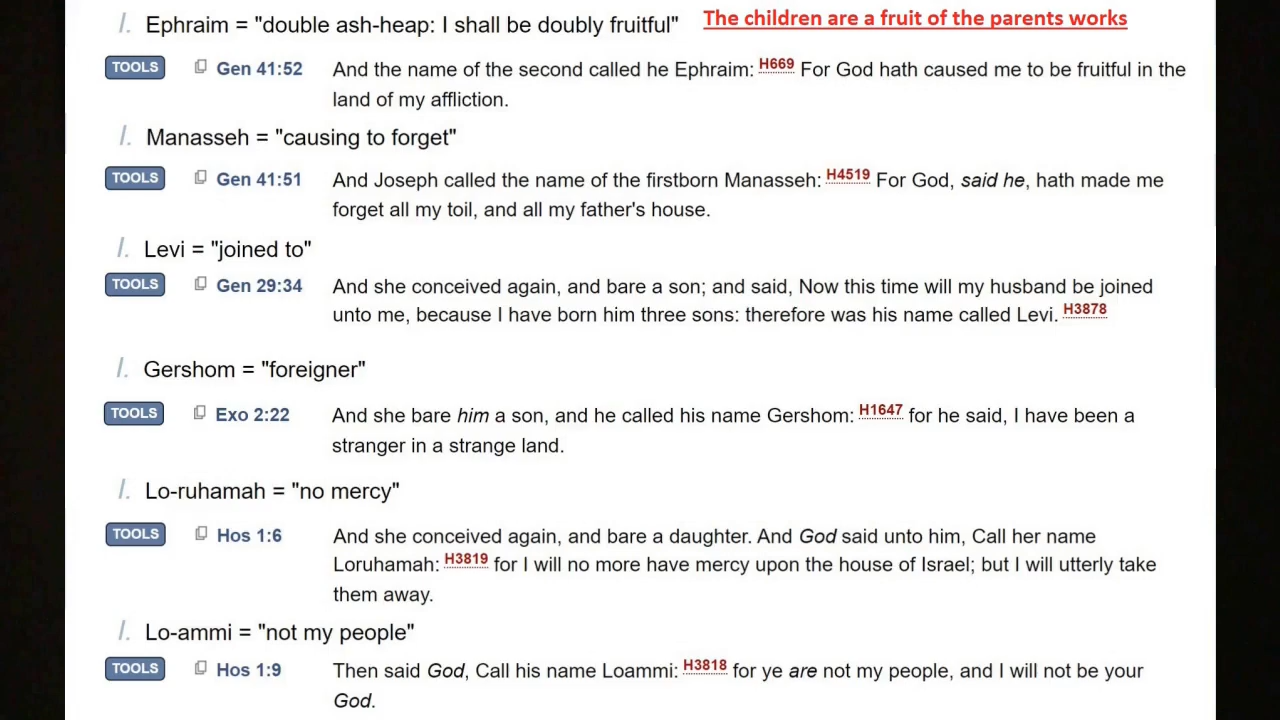 I. Ephraim = "double ash-heap: I shall be doubly fruitful" The children are a fruit of the parents works
TOOLS Gen 41:52 And the name of the second called he Ephraim: H669 For God hath caused me to be fruitful in the
land of my affliction.
I. Manasseh = "causing to forget"
TOOLS Gen 41:51 And Joseph called the name of the firstborn Manasseh: H4519 For God, said he, hath made me
forget all my toil, and all my father's house.
I. Levi = "joined to"
TOOLS Gen 29:34 And she conceived again, and bare a son; and said, Now this time will my husband be joined
unto me, because I have born him three sons: therefore was his name called Levi. H3878
I. Gershom = "foreigner"
TOOLS Exo 2:22 And she bare him a son, and he called his name Gershom: H1647 for he said, I have been a
stranger in a strange land.
I. Lo-ruhamah = "no mercy"
TOOLS Hos 1:6 And she conceived again, and bare a daughter. And God said unto him, Call her name
Loruhamah: H3819 for I will no more have mercy upon the house of Israel; but I will utterly take
them away.
I. Lo-ammi = "not my people"
TOOLS Hos 1:9 Then said God, Call his name Loammi: H3818 for ye are not my people, and I will not be your
God.